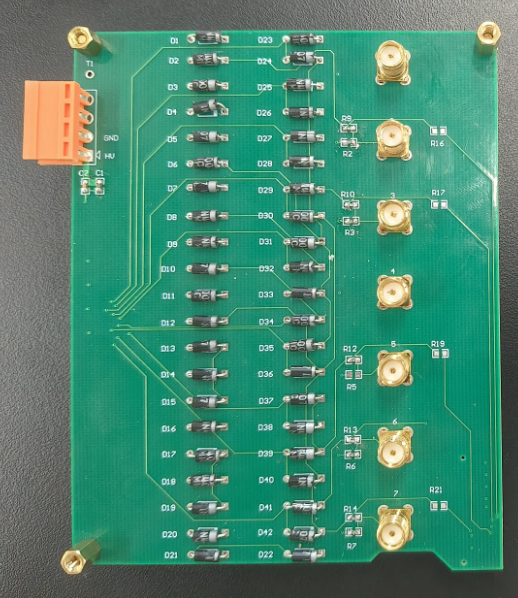 T1
GND
HV
C2 C1
D1
D2
D3
D4
D5
D6
D7
D8
D9
D10
D11
D12
D13
D14
D15
D16
D17
D18
D19
D20
D21
D23
D24
D25
D26
D27
D28
D29
D30
D31
D32
D33
D34
D35
D36
D37
D38
D39
D40
D41
D42
D22
R9
R2
R16
3
R10
R17
R3
4
5
R12
R19
R5
6
R13
R6
7
R14
R21
R7